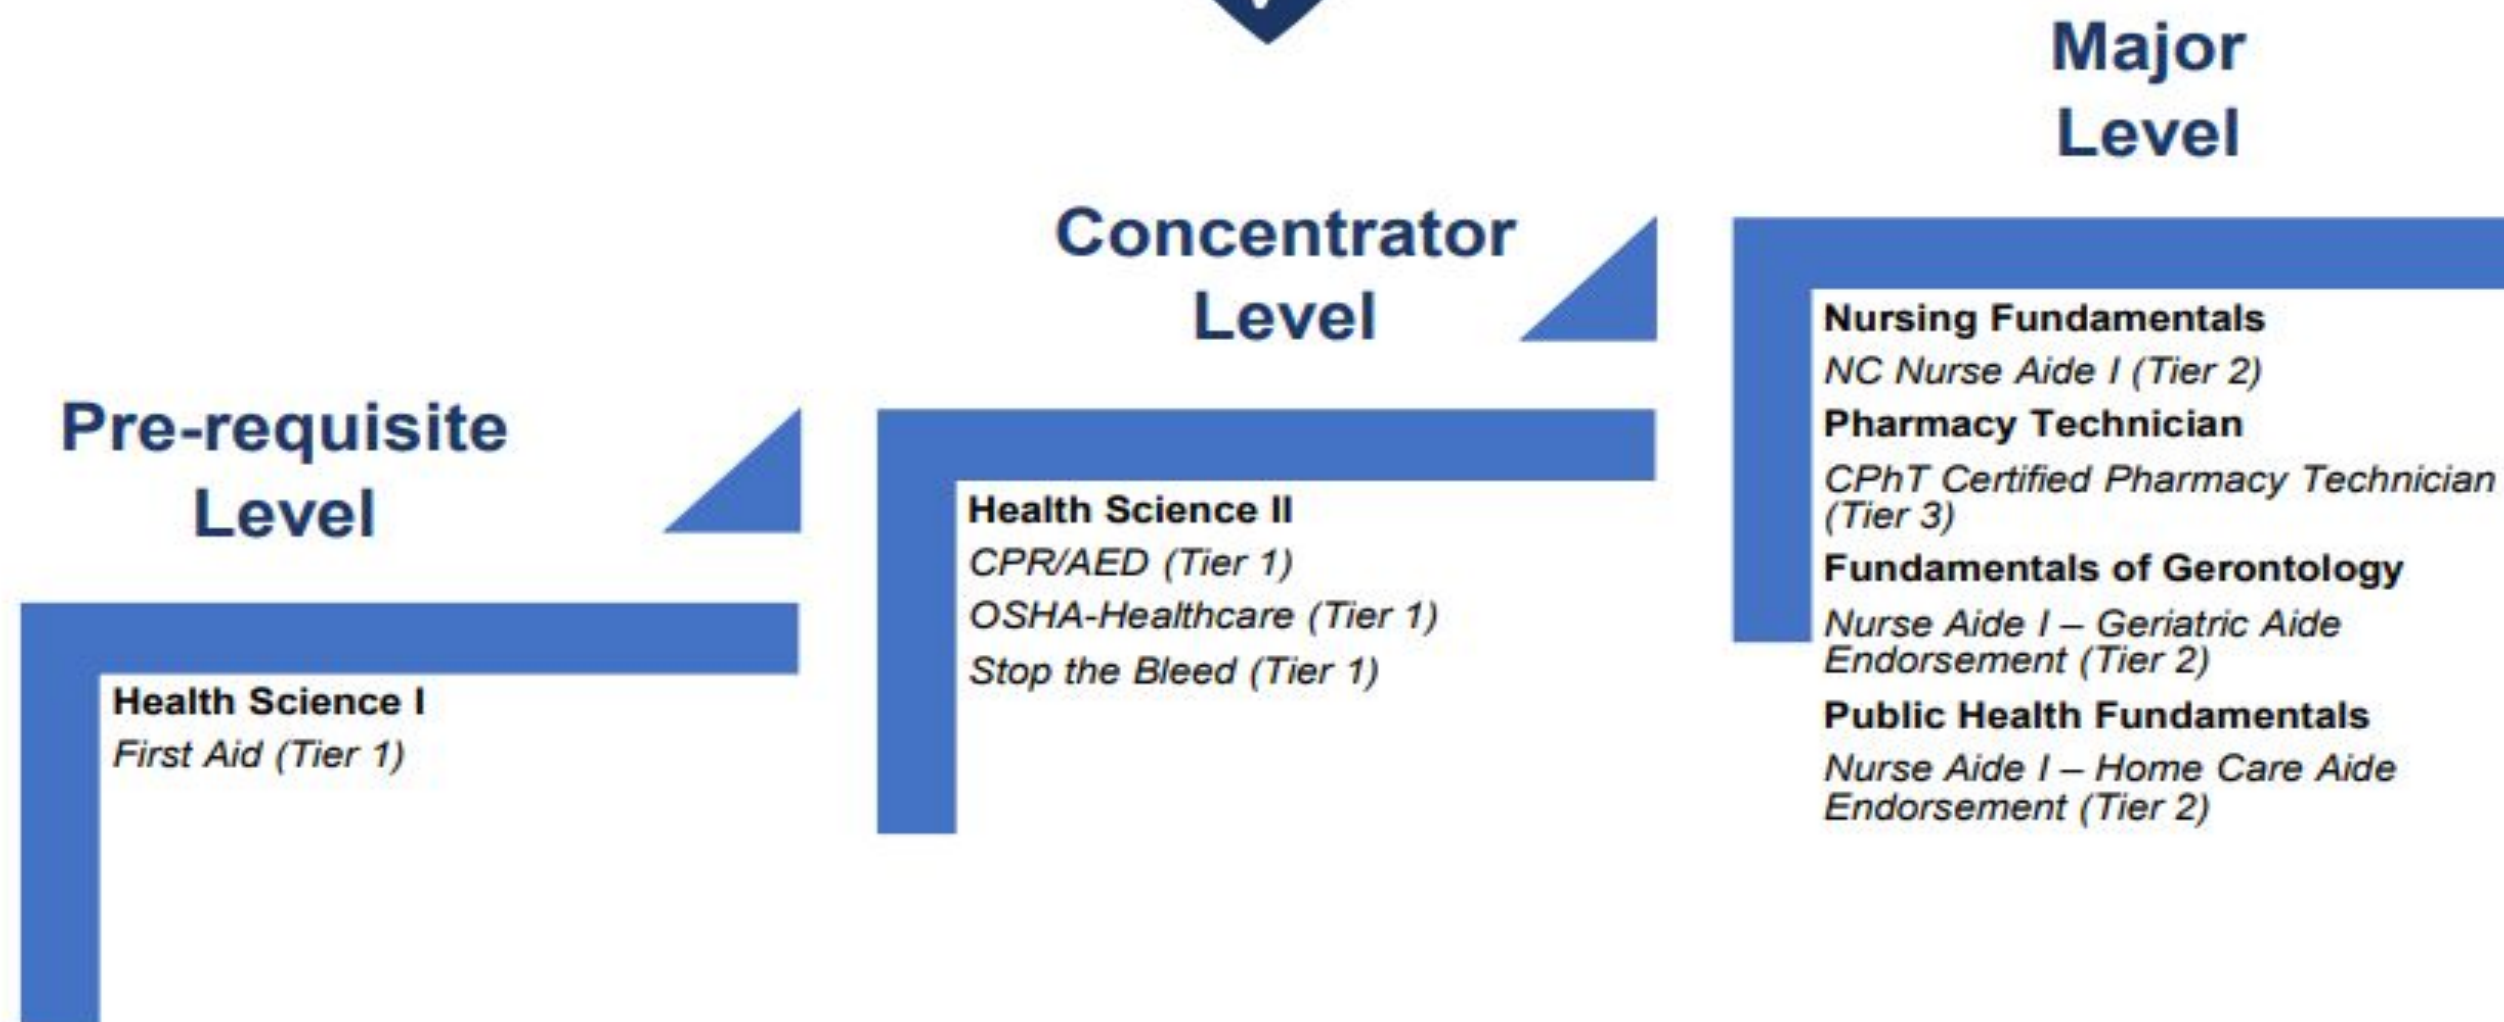 Pre-requisite
Level
Health Science I
First Aid (Tier 1)
Concentrator
Level
Health Science II
CPR/AED (Tier 1)
OSHA-Healthcare (Tier 1)
Stop the Bleed (Tier 1)
Major
Level
Nursing Fundamentals
NC Nurse Aide I (Tier 2)
Pharmacy Technician
CPhT Certified Pharmacy Technician
(Tier 3)
Fundamentals of Gerontology
Nurse Aide I – Geriatric Aide
Endorsement (Tier 2)
Public Health Fundamentals
Nurse Aide I – Home Care Aide
Endorsement (Tier 2)